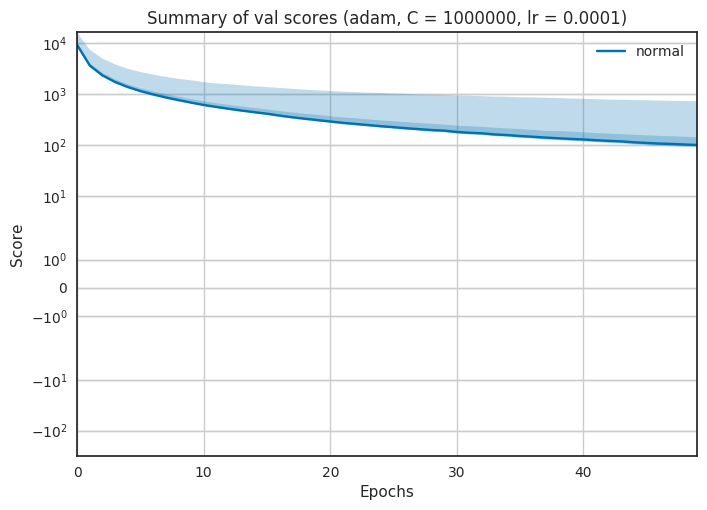 Summary of val scores (adam, C = 1000000, lr = 0.0001)
normal
10⁴
10³
10²
10¹
10⁰
0
−10⁰
−10¹
−10²
Score
0 10 20 30 40
Epochs